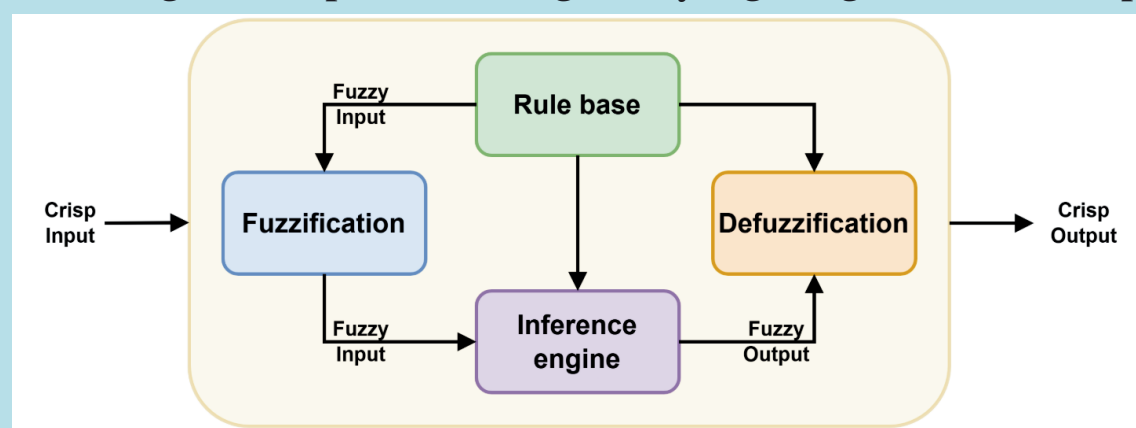 Fuzzy
Input
Rule base
Crisp
Input
Fuzzification
Defuzzification
Crisp
Output
Fuzzy
Input
Inference
engine
Fuzzy
Output